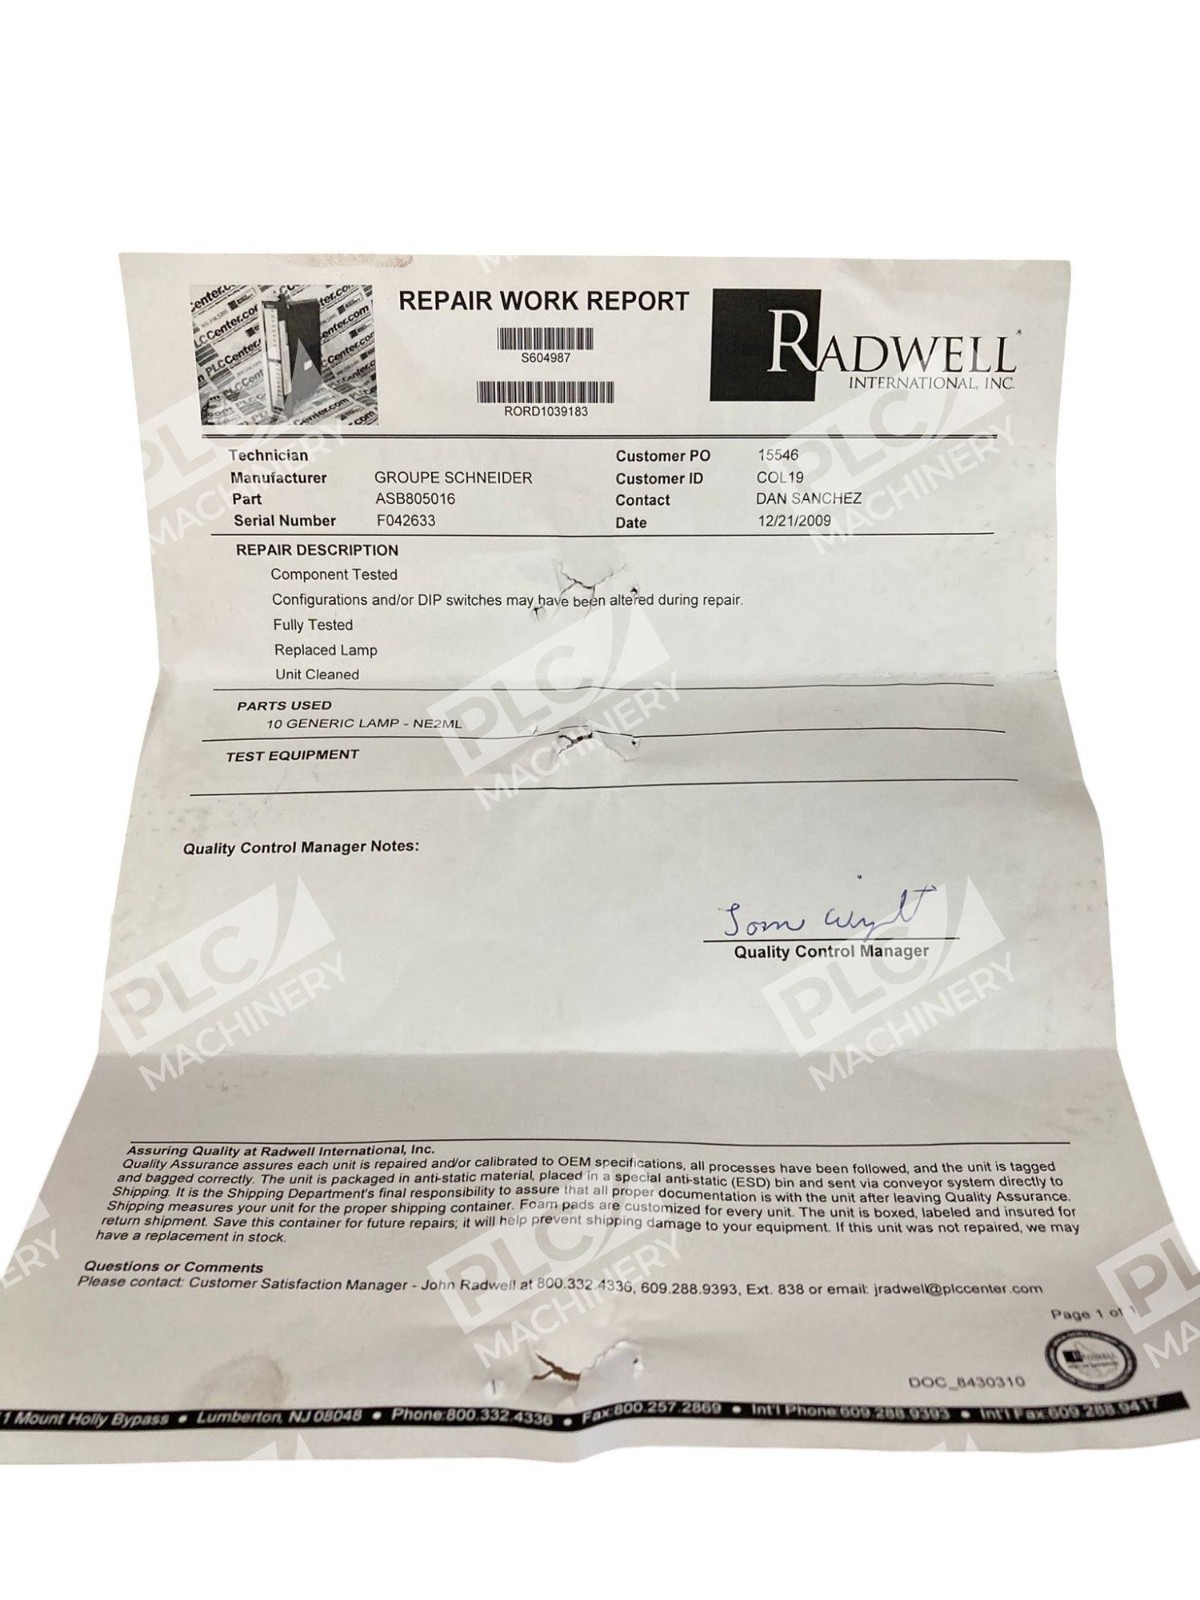 REPAIR WORK REPORT
S604987
RORD1039183
RADWELL
INTERNATIONAL, INC.
Technician
Customer PO 15546
Manufacturer GROUPE SCHNEIDER
Customer ID COL19
Part ASB805016
Contact DAN SANCHEZ
Serial Number F042633
Date 12/21/2009
REPAIR DESCRIPTION
Component Tested
Configurations and/or DIP switches may have been altered during repair.
Fully Tested
Replaced Lamp
Unit Cleaned
PARTS USED
10 GENERIC LAMP - NE2ML
TEST EQUIPMENT
Quality Control Manager Notes:
Tom
Quality Control Manager
Assuring Quality at Radwell International, Inc.
Quality Assurance assures each unit is repaired and/or calibrated to OEM specifications, all processes have been followed, and the unit is tagged
and bagged correctly. The unit is packaged in anti-static material, placed in a special anti-static (ESD) bin and sent via conveyor system directly to
Shipping. It is the Shipping Department's final responsibility to assure that all proper documentation is with the unit after leaving Quality Assurance.
Shipping measures your unit for the proper shipping container. Foam pads are customized for every unit. The unit is boxed, labeled and insured for
return shipment. Save this container for future repairs; it will help prevent shipping damage to your equipment. If this unit was not repaired, we may
have a replacement in stock.
Questions or Comments
Please contact: Customer Satisfaction Manager - John Radwell at 800.332.4336, 609.288.9393, Ext. 838 or email: jradwell@plccenter.com
Page 1 of 1
DOC_8430310
1 Mount Holly Bypass • Lumberton, NJ 08048 • Phone:800.332.4336 • Fax:800.257.2869 • Int'l Phone:609.288.9393 • Int'l Fax:609.288.9417
PLC MACHINERY